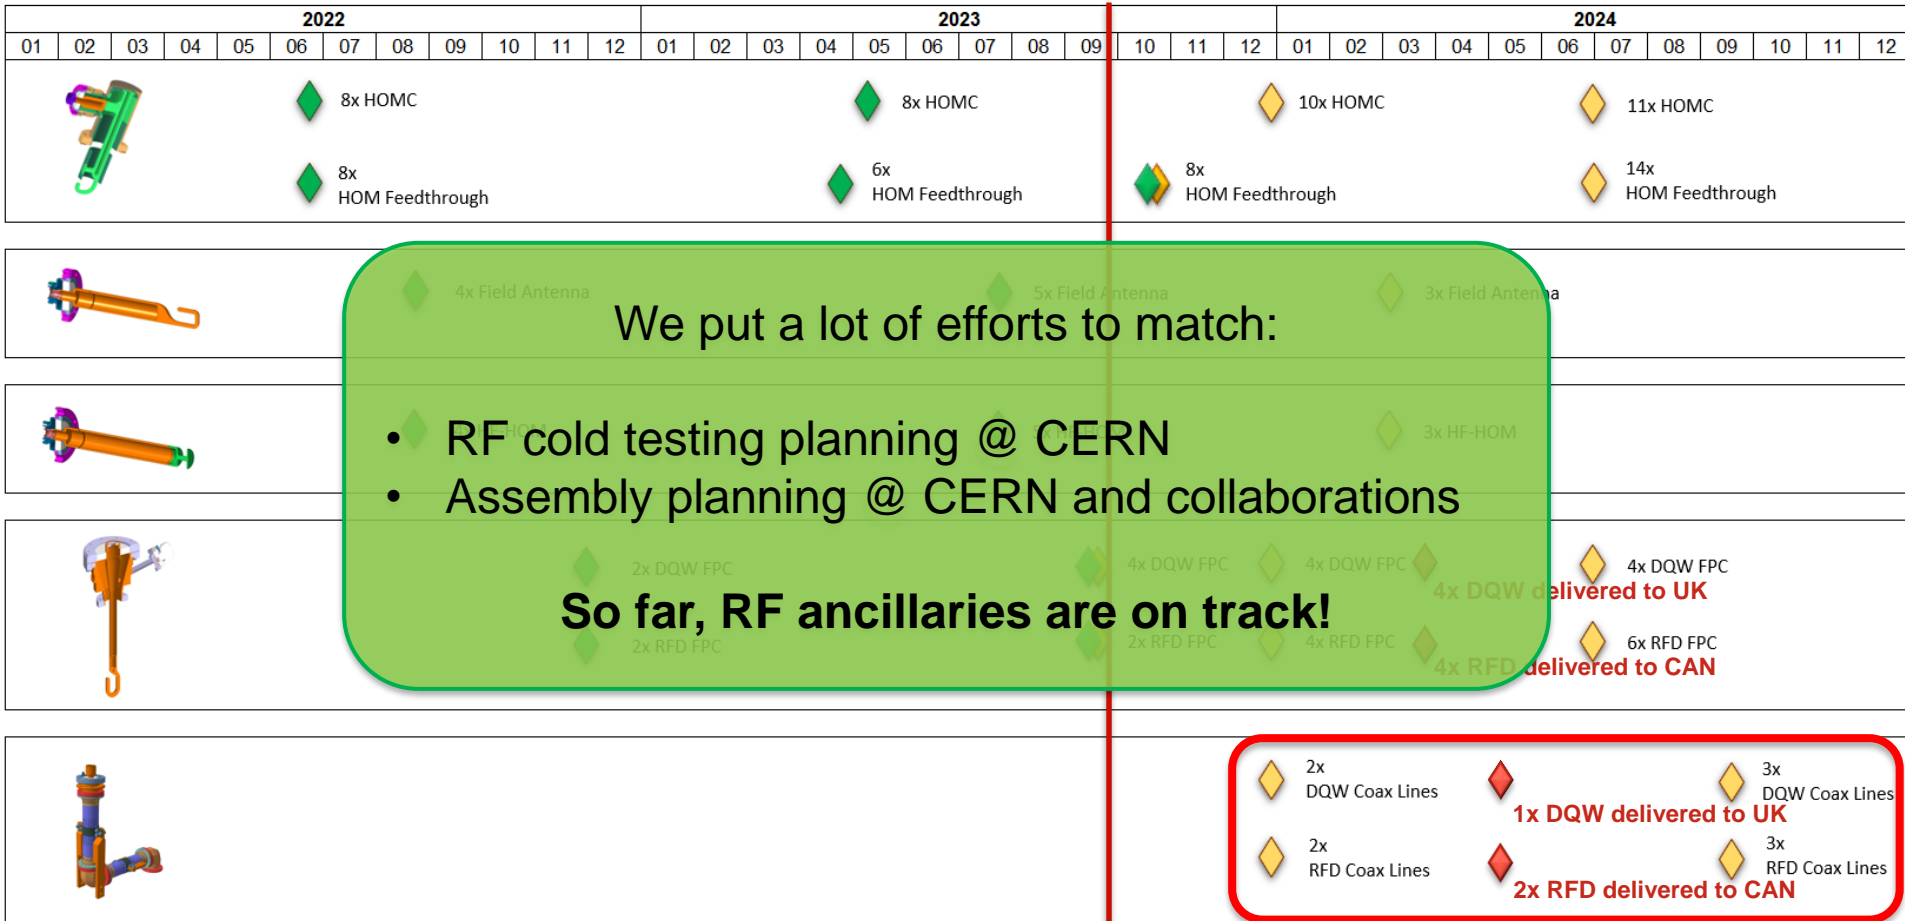 2022 2023 2024
01 02 03 04 05 06 07 08 09 10 11 12 01 02 03 04 05 06 07 08 09 10 11 12 01 02 03 04 05 06 07 08 09 10 11 12
8x HOMC 8x HOMC 10x HOMC 11x HOMC
8x 6x 8x 14x
HOM Feedthrough HOM Feedthrough HOM Feedthrough HOM Feedthrough
4x Field Antenna 5x Field Antenna 3x Field Antenna
We put a lot of efforts to match:
3x HF-HOM
• RF cold testing planning @ CERN
• Assembly planning @ CERN and collaborations
2x DQW FPC 4x DQW FPC 4x DQW FPC 4x DQW FPC
4x DQW delivered to UK
So far, RF ancillaries are on track!
2x RFD FPC 2x RFD FPC 4x RFD FPC 6x RFD FPC
4x RFD delivered to CAN
2x 3x
DQW Coax Lines DQW Coax Lines
1x DQW delivered to UK
2x 3x
RFD Coax Lines RFD Coax Lines
2x RFD delivered to CAN